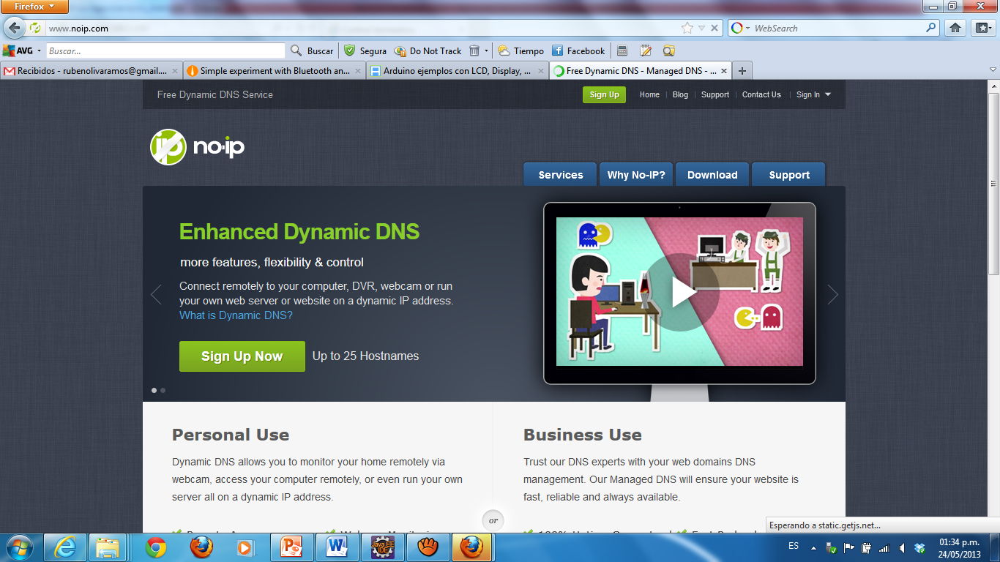 Firefox
www.noip.com
WebSearch
AVG
Buscar...
Buscar
Segura
Do Not Track
Tiempo
Facebook
Recibidos - rubenolivaramos@gmail....
Simple experiment with Bluetooth an...
Arduino ejemplos con LCD, Display, ...
Free Dynamic DNS - Managed DNS - ...
Free Dynamic DNS Service
Sign Up
Home
Blog
Support
Contact Us
Sign In
no·ip
Services
Why No-IP?
Download
Support
Enhanced Dynamic DNS
more features, flexibility & control
Connect remotely to your computer, DVR, webcam or run
your own web server or website on a dynamic IP address.
What is Dynamic DNS?
Sign Up Now
Up to 25 Hostnames
Personal Use
Dynamic DNS allows you to monitor your home remotely via
webcam, access your computer remotely, or even run your own
server all on a dynamic IP address.
Business Use
Trust our DNS experts with your web domains DNS
management. Our Managed DNS will ensure your website is
fast, reliable and always available.
or
Esperando a static.getjs.net...
Java EE
IDE
ES
01:34 p.m.
24/05/2013